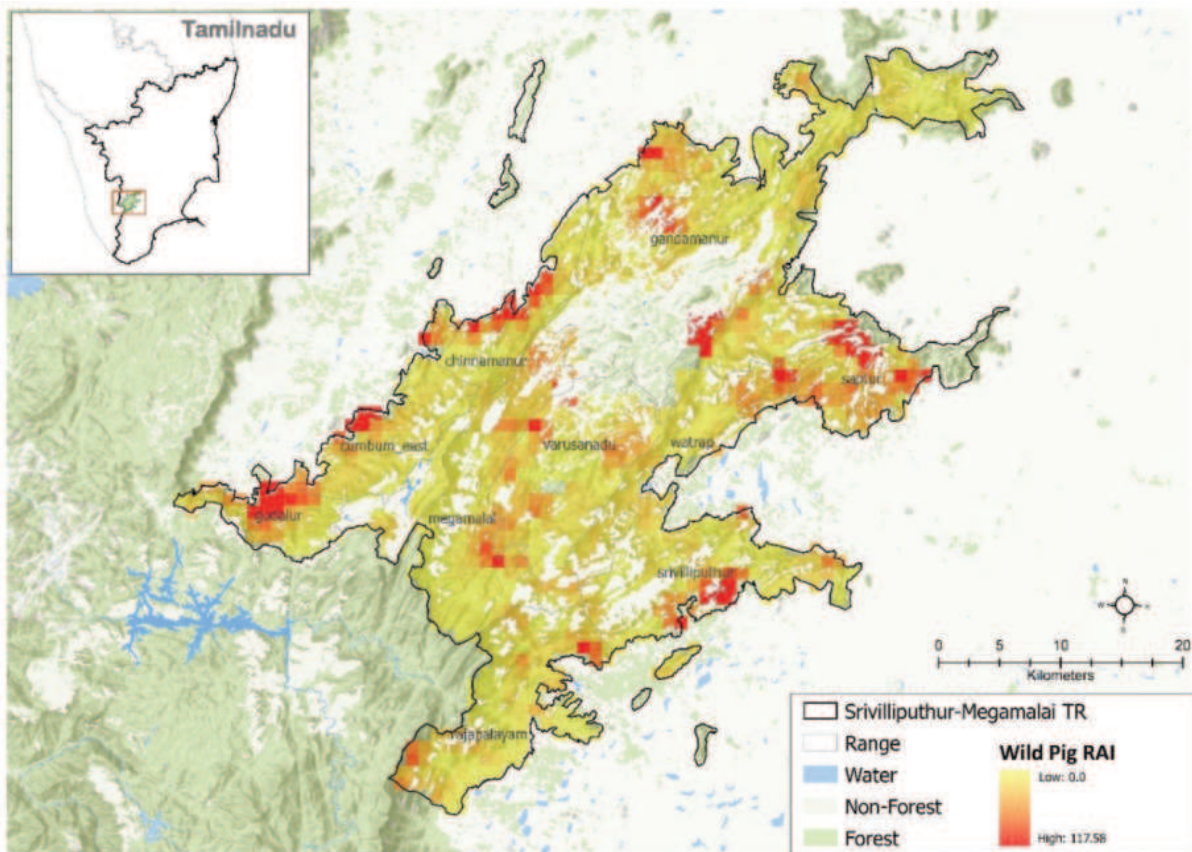 Tamilnadu
gandamanur
chinnamanur
saptur
cumbum_east
varusanadu
watrap
gudalur
megamalai
srivilliputhur
rajapalayam
N
W
E
S
0 5 10 20
Kilometers
Srivilliputhur-Megamalai TR
Range
Water
Non-Forest
Forest
Wild Pig RAI
Low: 0.0
High: 117.58